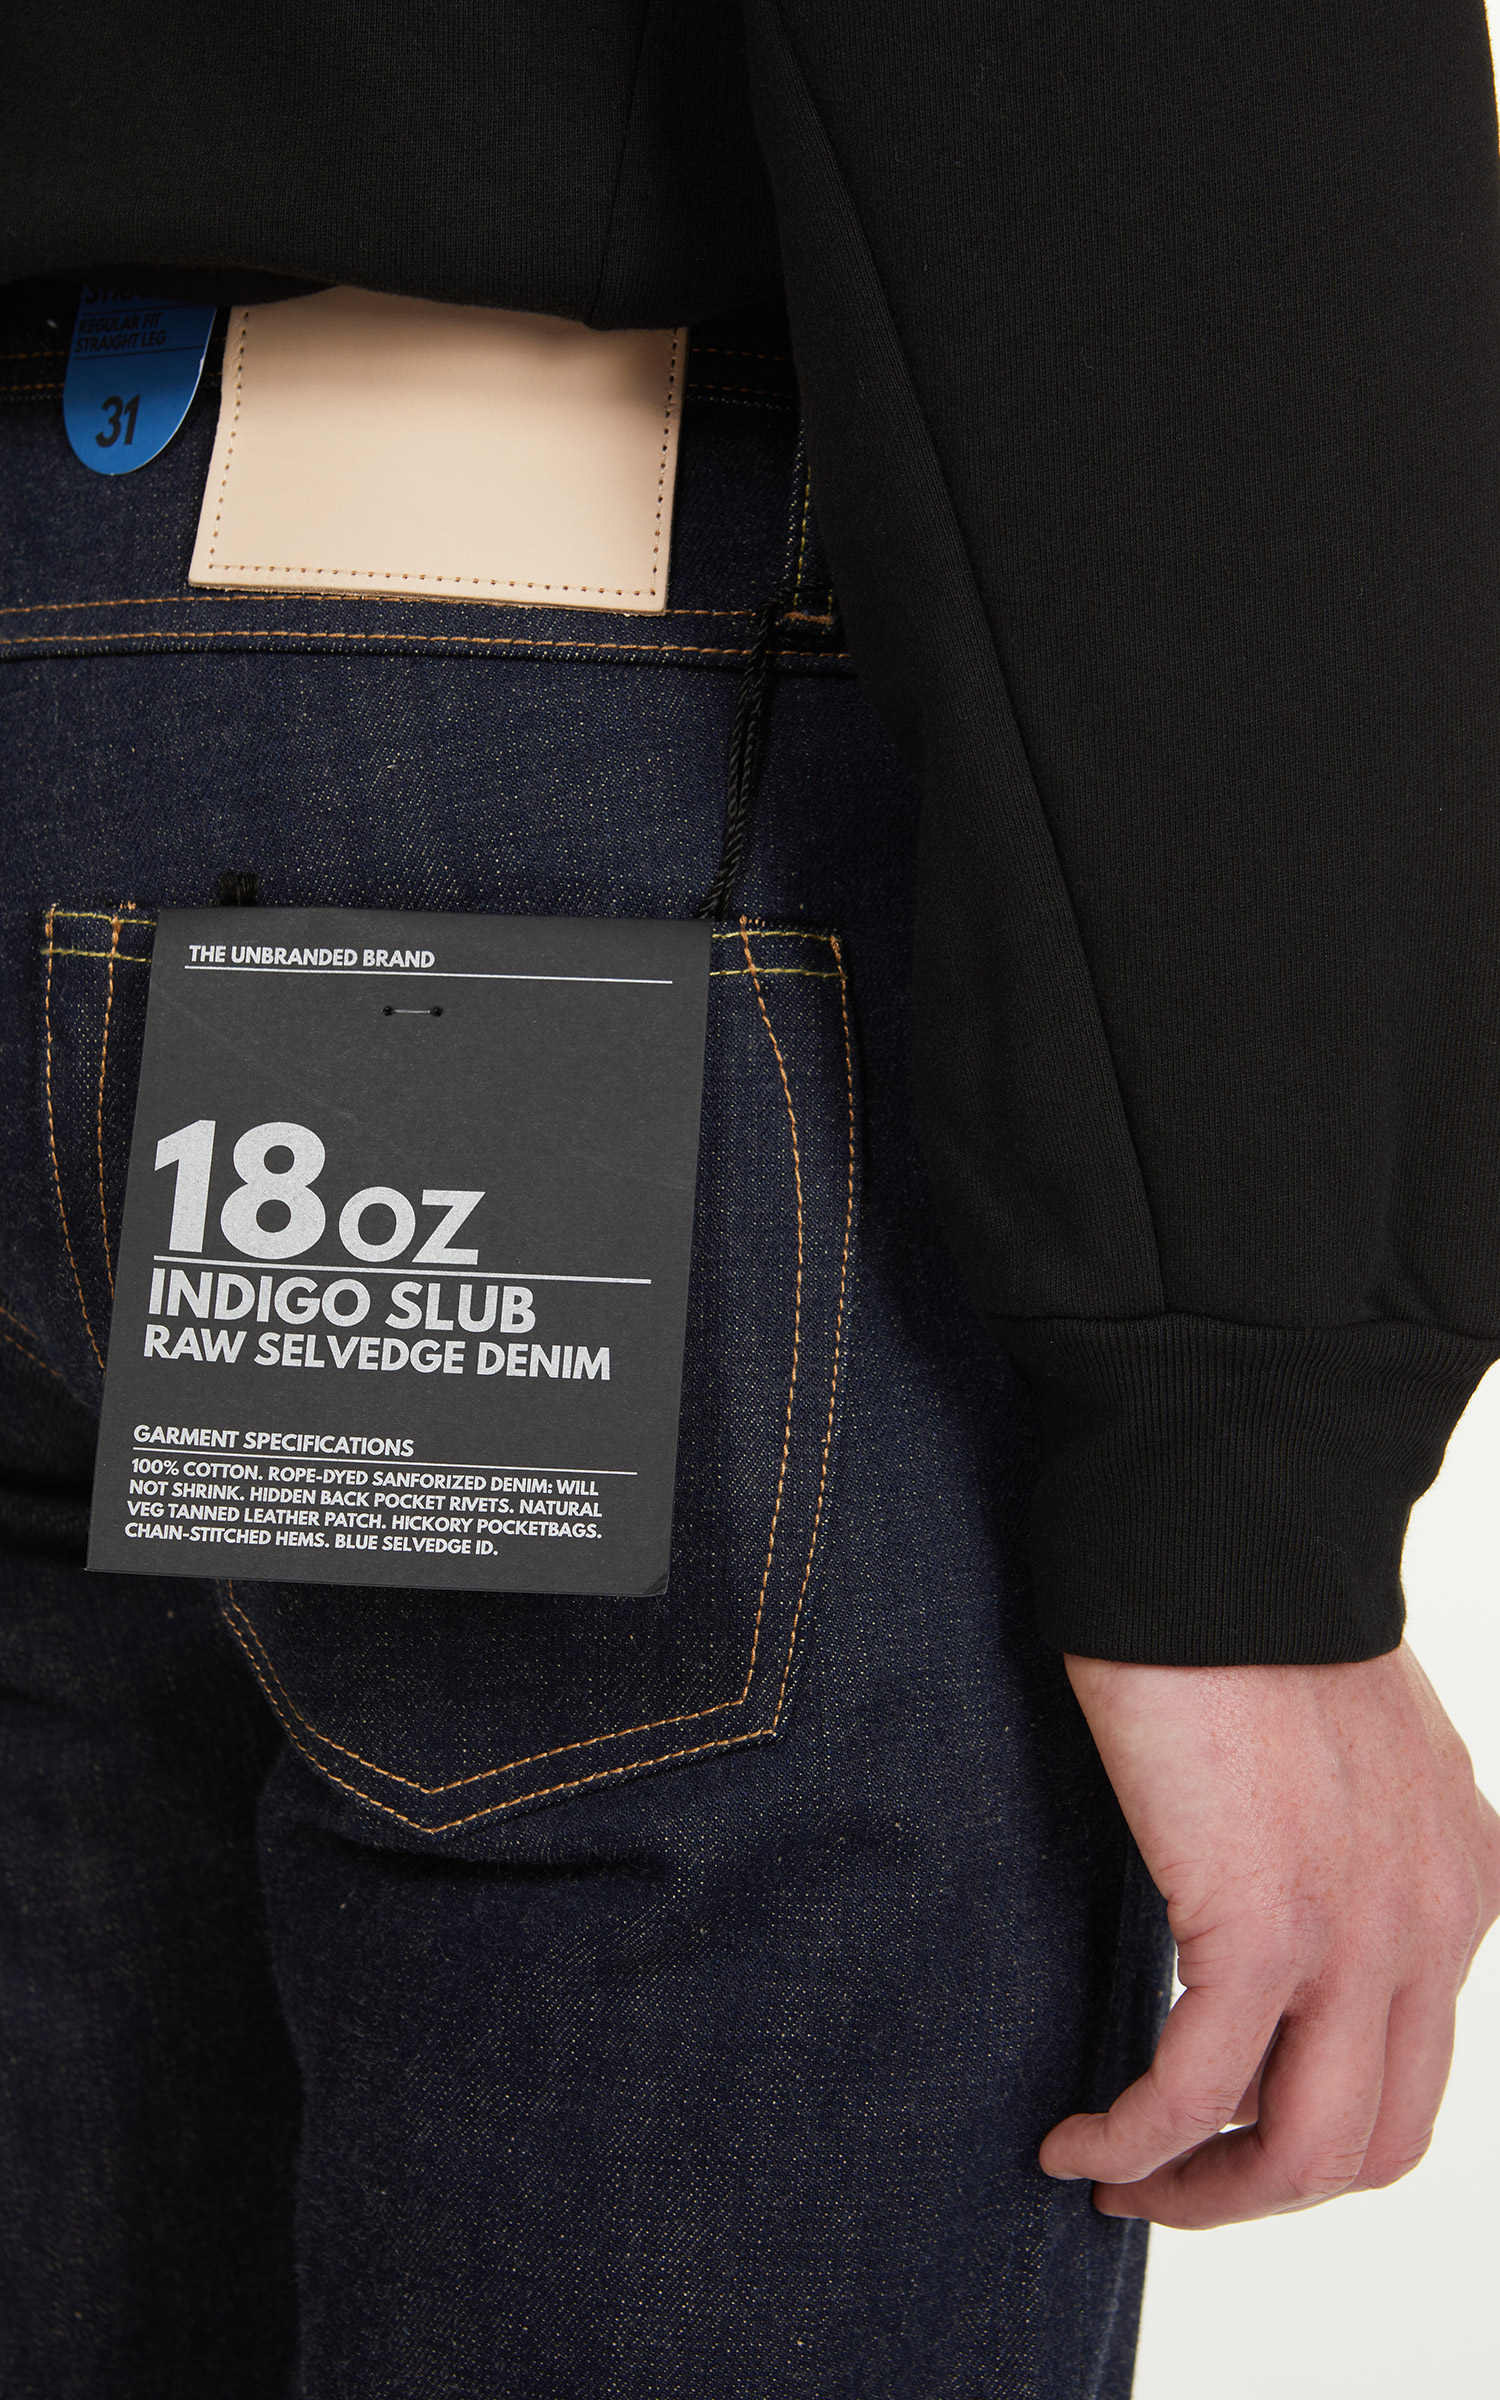 REGULAR FIT
STRAIGHT LEG
31
THE UNBRANDED BRAND
18 OZ
INDIGO SLUB
RAW SELVEDGE DENIM
GARMENT SPECIFICATIONS
100% COTTON. ROPE-DYED SANFORIZED DENIM: WILL
NOT SHRINK. HIDDEN BACK POCKET RIVETS. NATURAL
VEG TANNED LEATHER PATCH. HICKORY POCKETBAGS.
CHAIN-STITCHED HEMS. BLUE SELVEDGE ID.